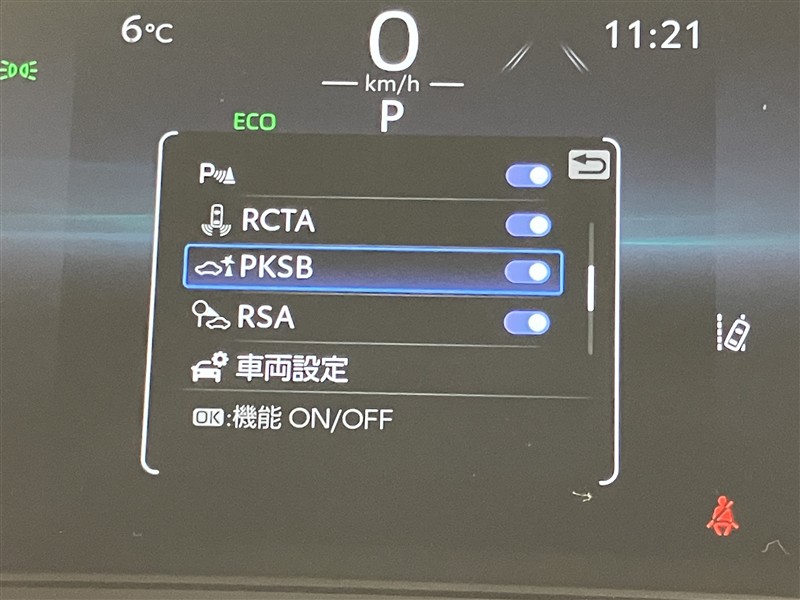 6°C
0
11:21
km/h
P
ECO
P
RCTA
PKSB
RSA
車両設定
OK:機能 ON/OFF